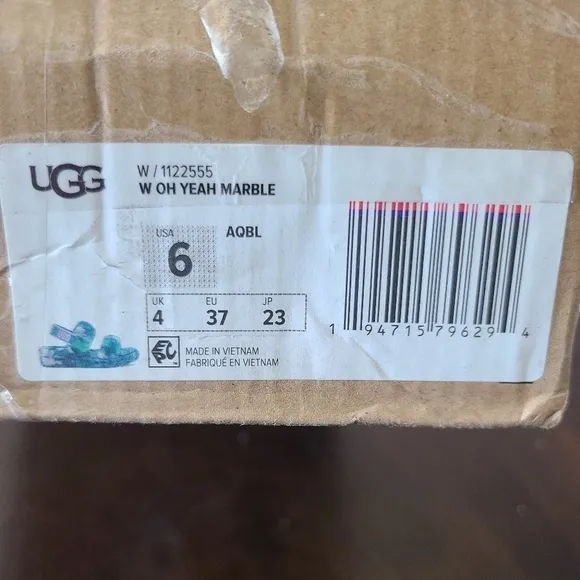 UGG
W / 1122555
W OH YEAH MARBLE
USA
6
AQBL
UK EU JP
4 37 23
MADE IN VIETNAM
FABRIQUÉ EN VIETNAM
1 94715 79629 4